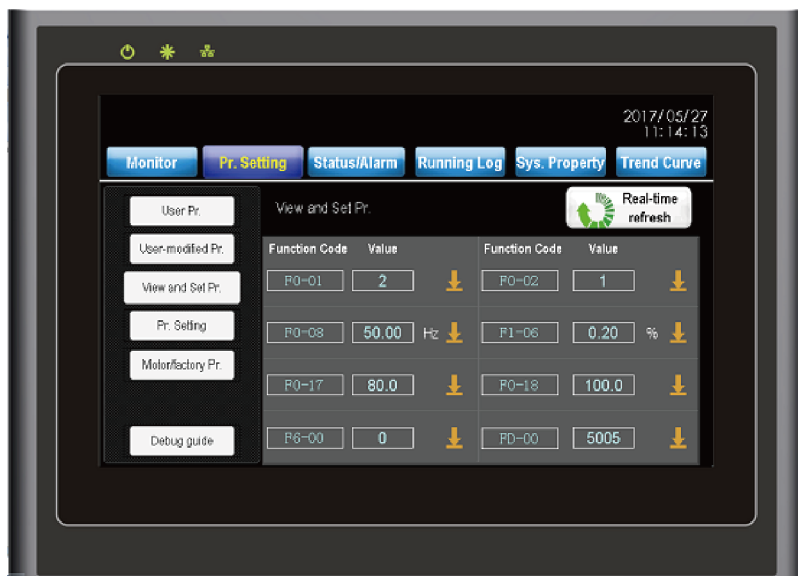 2017/05/27
11:14:13
Monitor Pr. Setting Status/Alarm Running Log Sys. Property Trend Curve
User Pr.
User-modified Pr.
View and Set Pr.
Pr. Setting
Motor/factory Pr.
Debug guide
View and Set Pr.
Real-time
refresh
Function Code Value Function Code Value
F0-01 2 F0-02 1
F0-08 50.00 Hz F1-06 0.20 %
F0-17 80.0 F0-18 100.0
F6-00 0 FD-00 5005